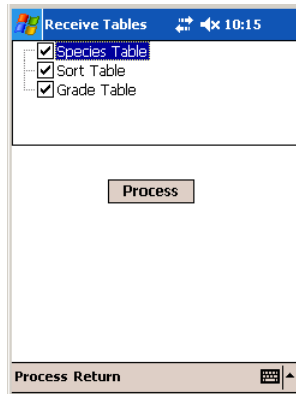 Receive Tables 10:15
Species Table
Sort Table
Grade Table
Process
Process Return